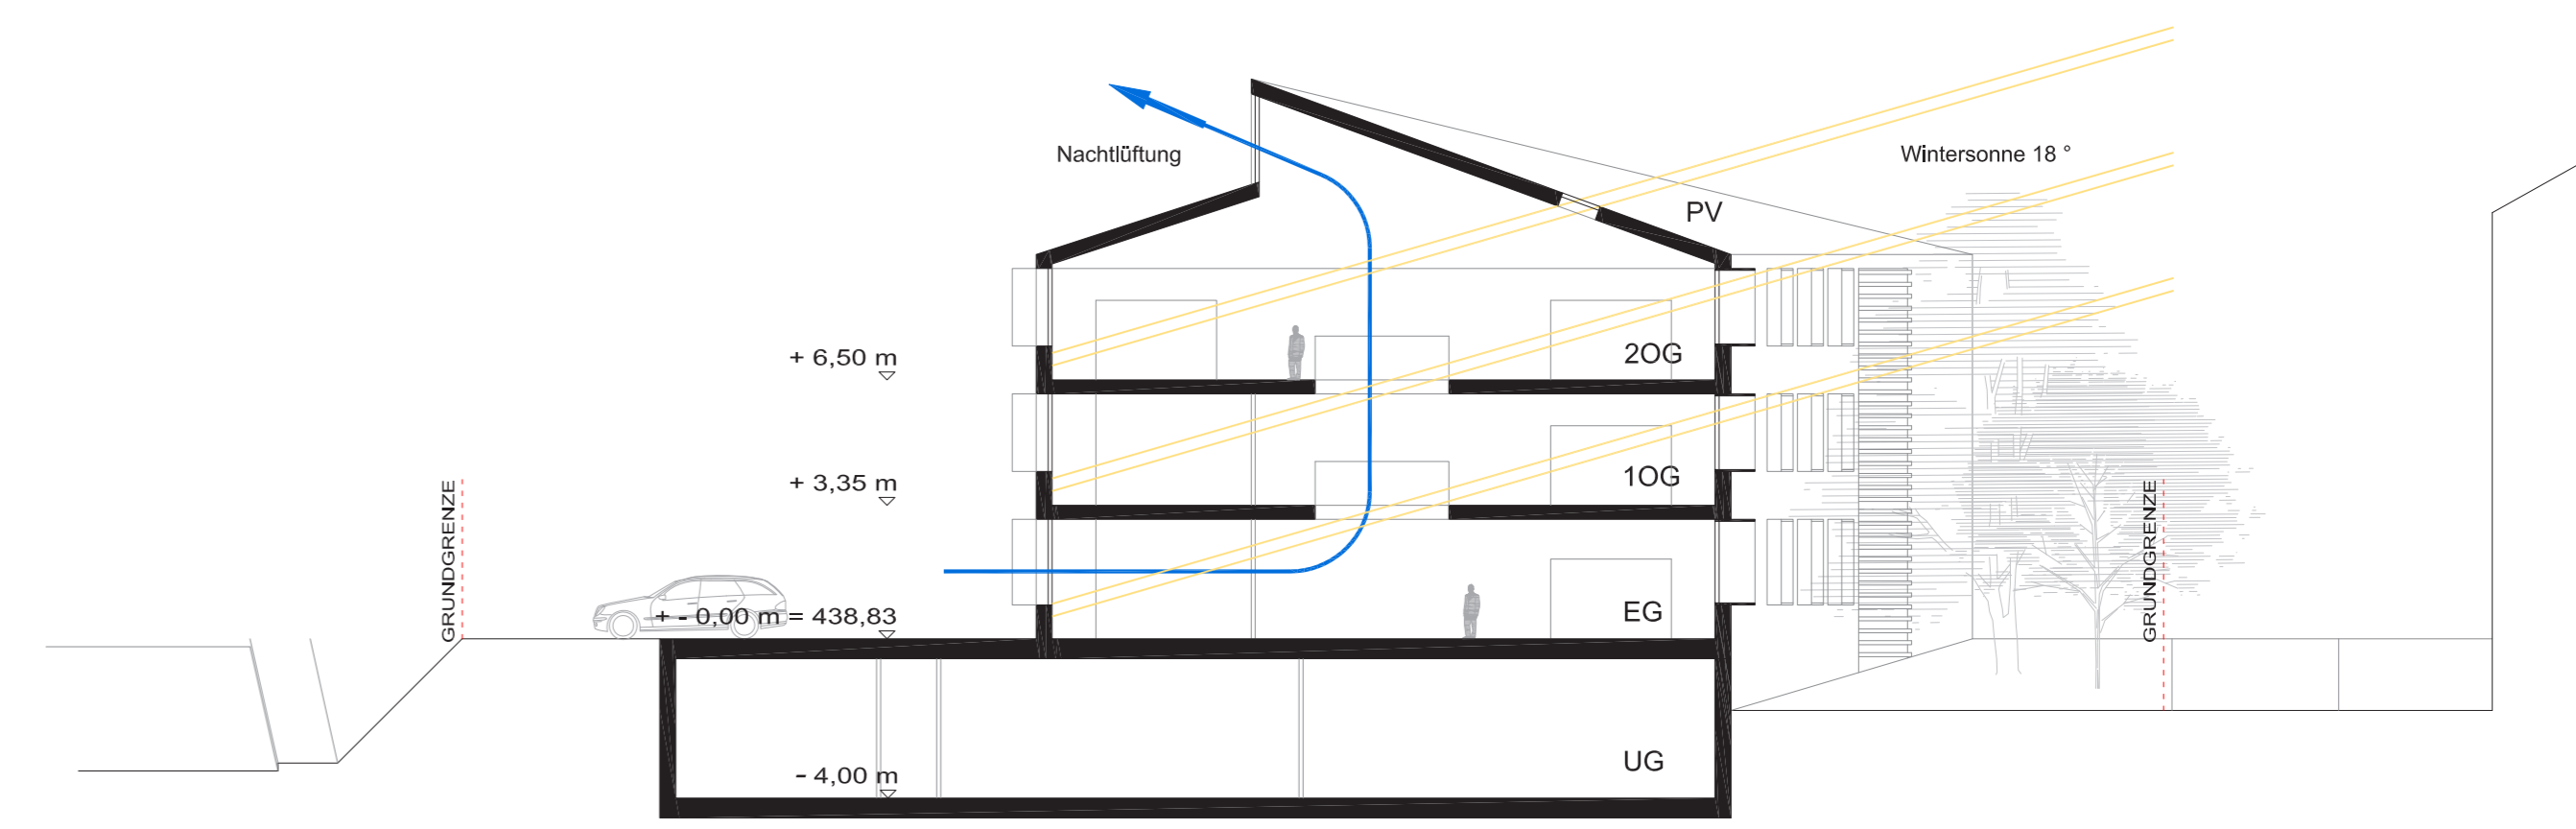 Nachtlüftung
Wintersonne 18 °
PV
+ 6,50 m
2OG
+ 3,35 m
1OG
GRUNDGRENZE
GRUNDGRENZE
+ - 0,00 m = 438,83
EG
- 4,00 m
UG